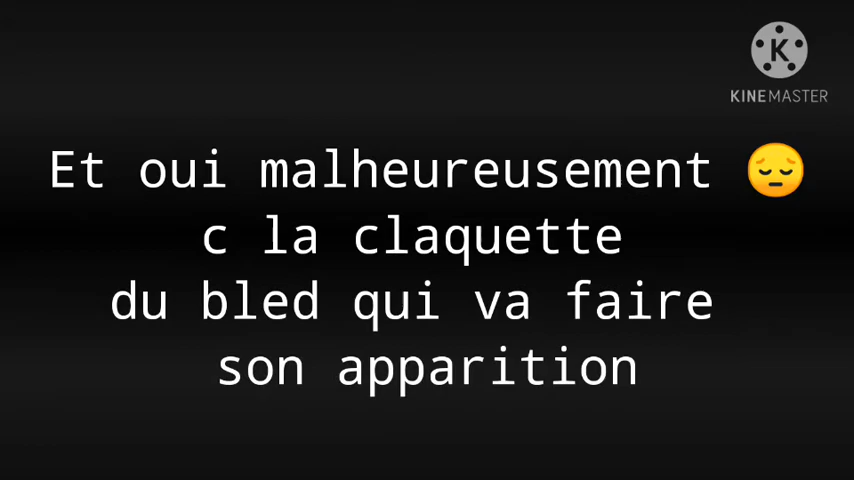 KINEMASTER
Et oui malheureusement 😔
c la claquette
du bled qui va faire
son apparition